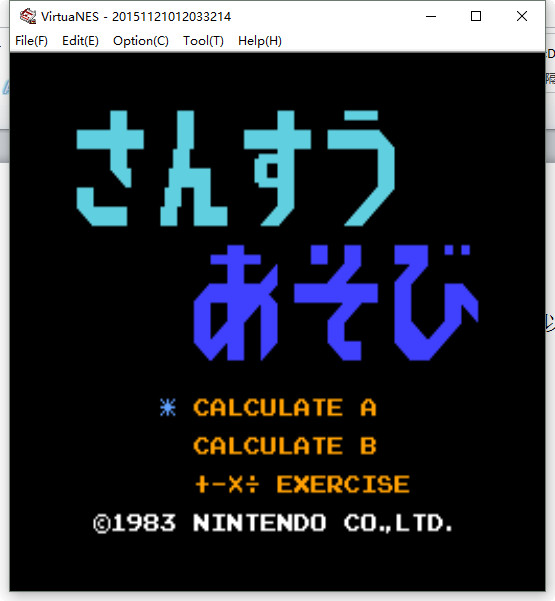 VirtuaNES - 20151121012033214
File(F) Edit(E) Option(C) Tool(T) Help(H)
さんすう
あそび
* CALCULATE A
CALCULATE B
+-×÷ EXERCISE
©1983 NINTENDO CO.,LTD.